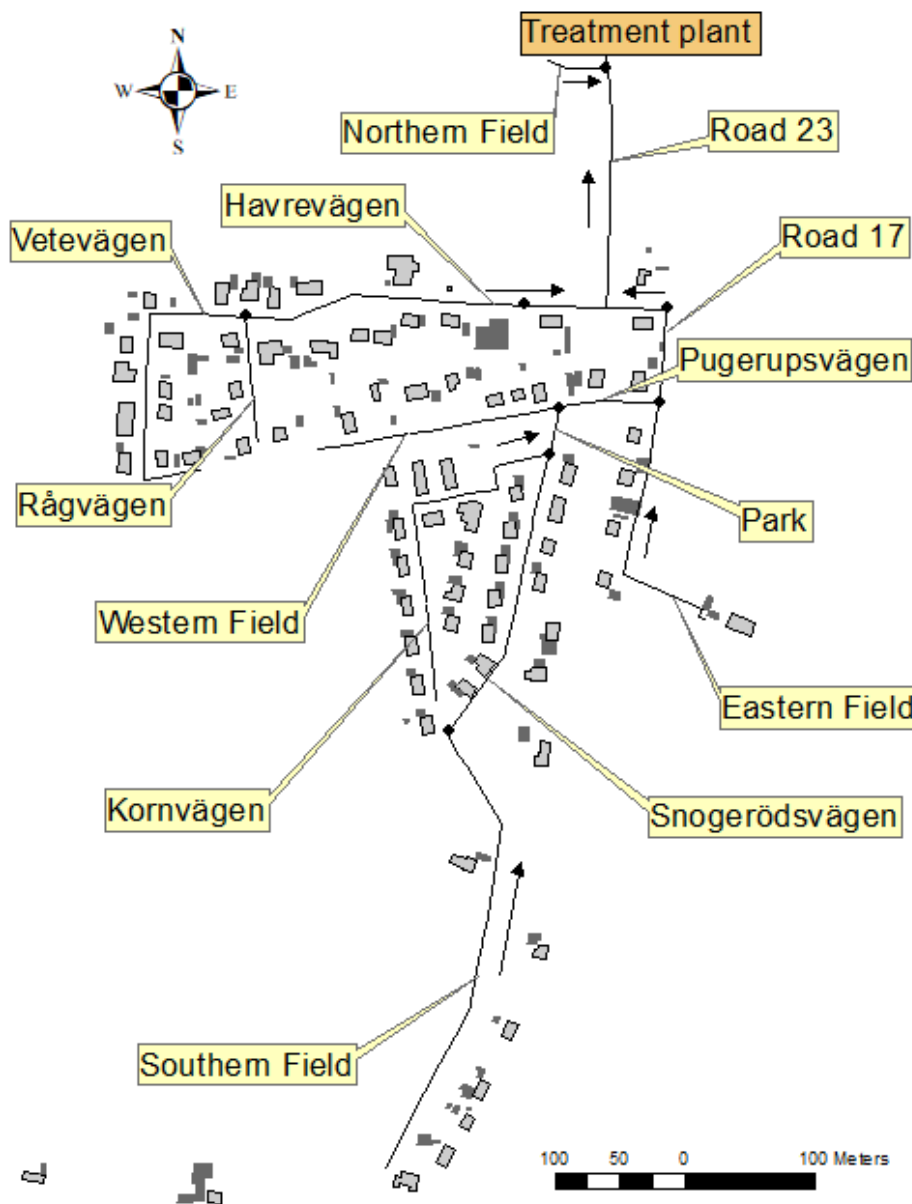 Treatment plant
N
W E
S
Northern Field
Road 23
Havrevägen
Vetevägen
Road 17
Pugerupsvägen
Rågvägen
Park
Western Field
Eastern Field
Kornvägen
Snogerödsvägen
Southern Field
100 50 0 100 Meters